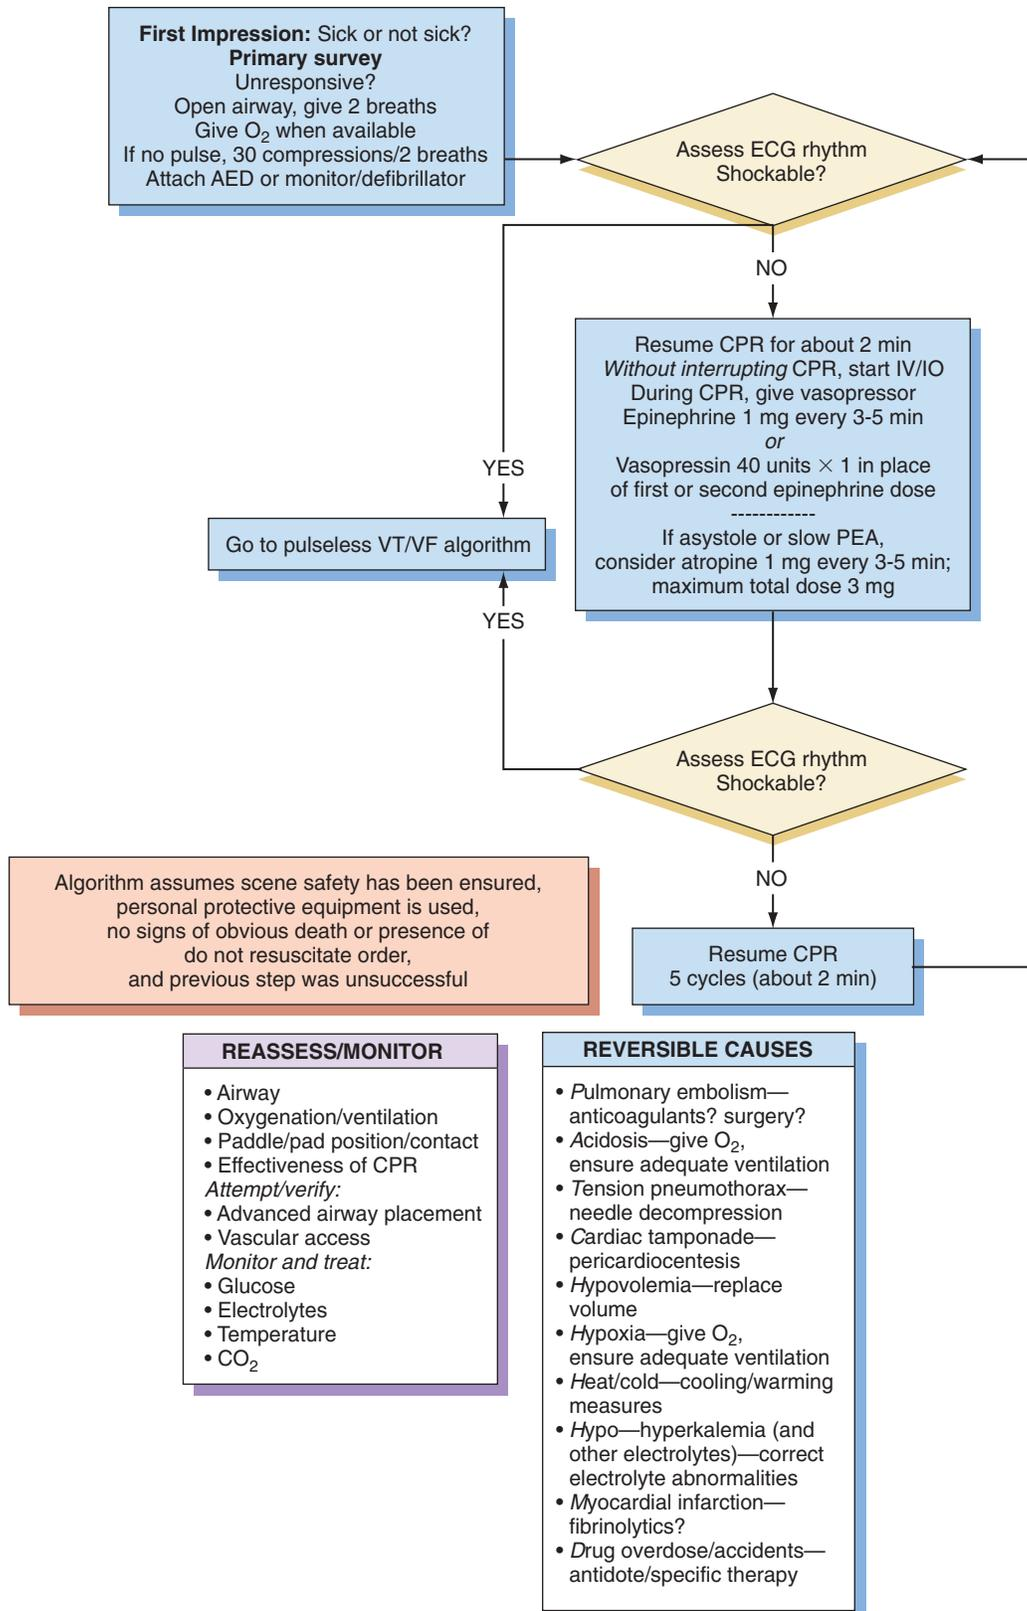 First Impression: Sick or not sick?
Primary survey
Unresponsive?
Open airway, give 2 breaths
Give O2 when available
If no pulse, 30 compressions/2 breaths
Attach AED or monitor/defibrillator
Assess ECG rhythm
Shockable?
NO
Resume CPR for about 2 min
Without interrupting CPR, start IV/IO
During CPR, give vasopressor
Epinephrine 1 mg every 3-5 min
or
Vasopressin 40 units × 1 in place
of first or second epinephrine dose
------------
If asystole or slow PEA,
consider atropine 1 mg every 3-5 min;
maximum total dose 3 mg
YES
Go to pulseless VT/VF algorithm
YES
Assess ECG rhythm
Shockable?
NO
Resume CPR
5 cycles (about 2 min)
Algorithm assumes scene safety has been ensured,
personal protective equipment is used,
no signs of obvious death or presence of
do not resuscitate order,
and previous step was unsuccessful
REASSESS/MONITOR
• Airway
• Oxygenation/ventilation
• Paddle/pad position/contact
• Effectiveness of CPR
Attempt/verify:
• Advanced airway placement
• Vascular access
Monitor and treat:
• Glucose
• Electrolytes
• Temperature
• CO2
REVERSIBLE CAUSES
• Pulmonary embolism—
anticoagulants? surgery?
• Acidosis—give O2,
ensure adequate ventilation
• Tension pneumothorax—
needle decompression
• Cardiac tamponade—
pericardiocentesis
• Hypovolemia—replace
volume
• Hypoxia—give O2,
ensure adequate ventilation
• Heat/cold—cooling/warming
measures
• Hypo—hyperkalemia (and
other electrolytes)—correct
electrolyte abnormalities
• Myocardial infarction—
fibrinolytics?
• Drug overdose/accidents—
antidote/specific therapy